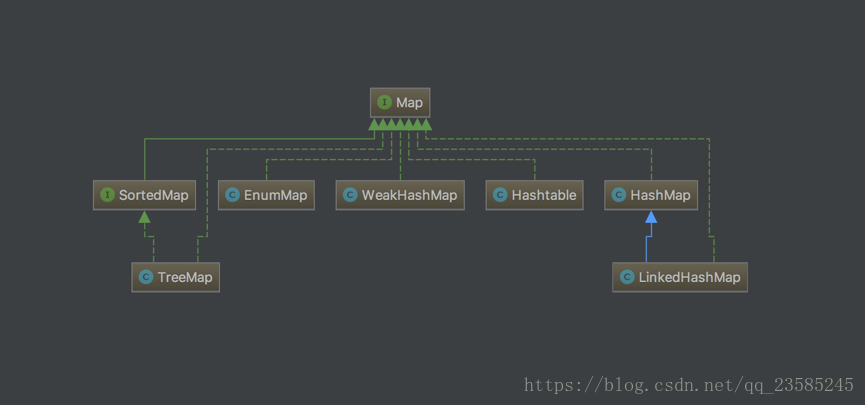 I Map
I SortedMap
C EnumMap
C WeakHashMap
C Hashtable
C HashMap
C TreeMap
C LinkedHashMap
https://blog.csdn.net/qq_23585245